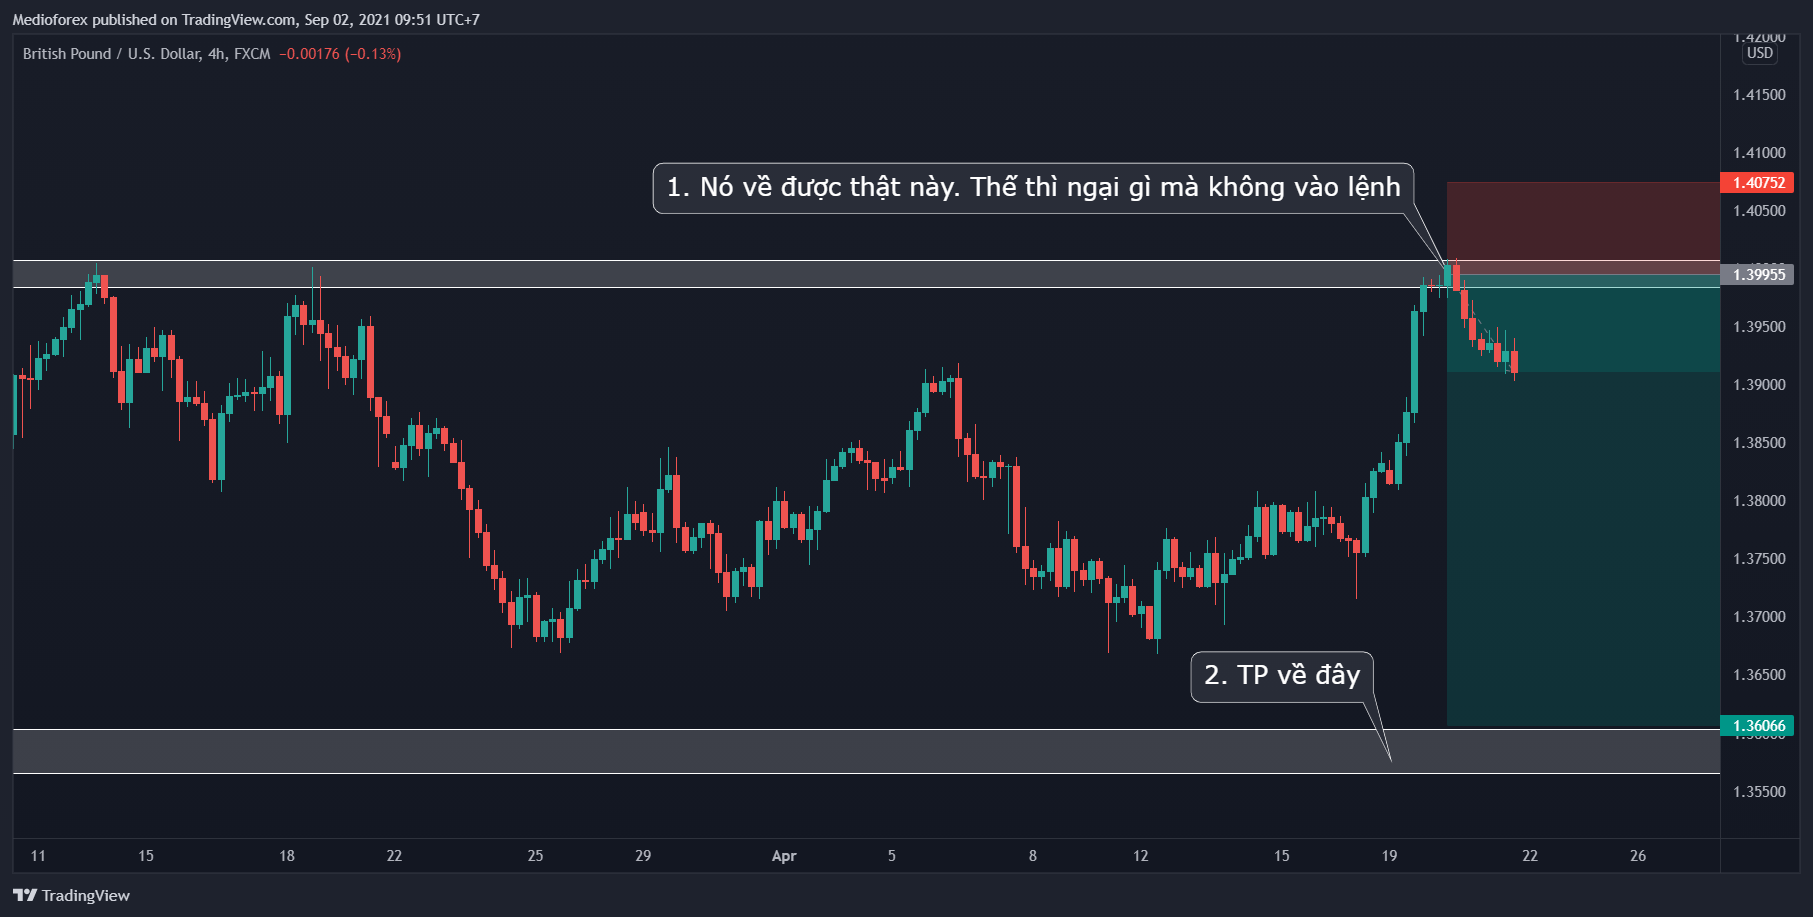 Medioforex published on TradingView.com, Sep 02, 2021 09:51 UTC+7
British Pound / U.S. Dollar, 4h, FXCM −0.00176 (−0.13%)
1.42000
USD
1.41500
1.41000
1.40752
1.40500
1.39955
1.39500
1.39000
1.38500
1.38000
1.37500
1.37000
1.36500
1.36066
1.35500
1. Nó về được thật này. Thế thì ngại gì mà không vào lệnh
2. TP về đây
11 15 18 22 25 29 Apr 5 8 12 15 19 22 26
TradingView